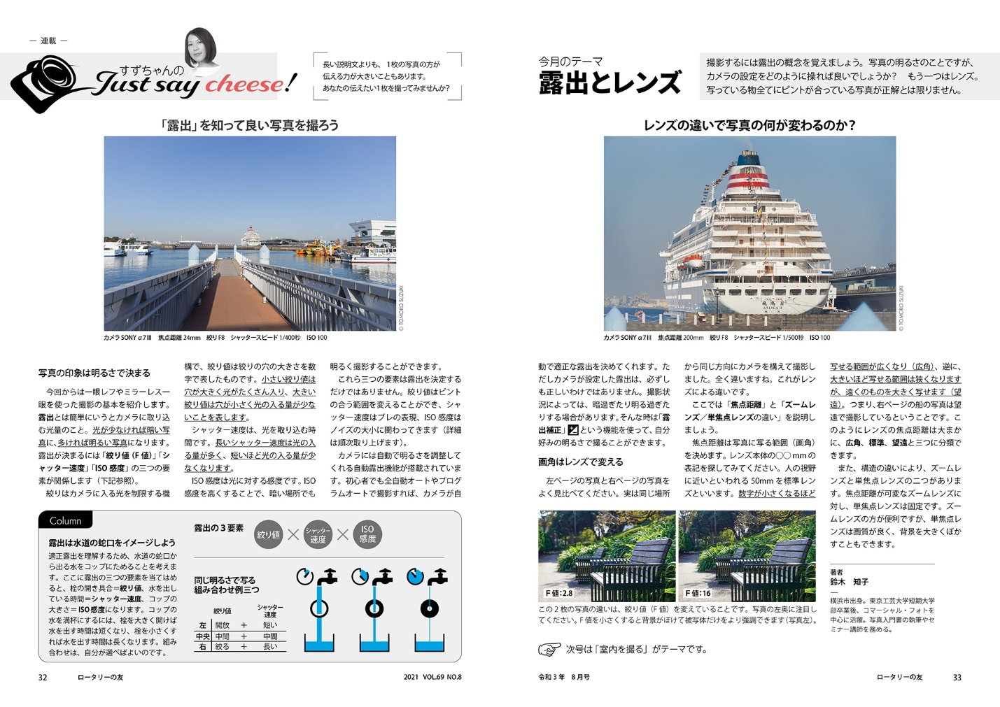 ― 連載 ―
すずちゃんの
Just say cheese!
長い説明文よりも、1枚の写真の方が
伝える力が大きいこともあります。
あなたの伝えたい1枚を撮ってみませんか?
「露出」を知って良い写真を撮ろう
© TOMOKO SUZUKI
カメラ SONY α7Ⅲ 焦点距離 24mm 絞り F8 シャッタースピード 1/400秒 ISO 100
写真の印象は明るさで決まる
今回からは一眼レフやミラーレス一
眼を使った撮影の基本を紹介します。
露出とは簡単にいうとカメラに取り込
む光量のこと。光が少なければ暗い写
真に、多ければ明るい写真になります。
露出が決まるには「絞り値(F値)」「シ
ャッター速度」「ISO 感度」の三つの要
素が関係します(下記参照)。
絞りはカメラに入る光を制限する機
構で、絞り値は絞りの穴の大きさを数
字で表したものです。小さい絞り値は
穴が大きく光がたくさん入り、大きい
絞り値は穴が小さく光の入る量が少な
いことを表します。
シャッター速度は、光を取り込む時
間です。長いシャッター速度は光の入
る量が多く、短いほど光の入る量が少
なくなります。
ISO 感度は光に対する感度です。ISO
感度を高くすることで、暗い場所でも
明るく撮影することができます。
これら三つの要素は露出を決定する
だけではありません。絞り値はピント
の合う範囲を変えることができ、シャ
ッター速度はブレの表現、ISO 感度は
ノイズの大小に関わってきます(詳細
は順次取り上げます)。
カメラには自動で明るさを調整して
くれる自動露出機能が搭載されていま
す。初心者でも全自動オートやプログ
ラムオートで撮影すれば、カメラが自
Column
露出は水道の蛇口をイメージしよう
適正露出を理解するため、水道の蛇口か
ら出る水をコップにためることを考えま
す。ここに露出の三つの要素を当てはめ
ると、栓の開き具合=絞り値、水を出し
ている時間=シャッター速度、コップの
大きさ= ISO 感度になります。コップの
水を満杯にするには、栓を大きく開けば
水を出す時間は短くなり、栓を小さくす
れば水を出す時間は長くなります。組み
合わせは、自分が選べばよいのです。
露出の3要素
絞り値 × シャッター速度 × ISO感度
同じ明るさで写る
組み合わせ例三つ
絞り値 シャッター速度
左 開放 + 短い
中央 中間 + 中間
右 絞る + 長い
32 ロータリーの友 2021 VOL.69 NO.8
今月のテーマ
露出とレンズ
撮影するには露出の概念を覚えましょう。写真の明るさのことですが、
カメラの設定をどのように操れば良いでしょうか? もう一つはレンズ。
写っている物全てにピントが合っている写真が正解とは限りません。
レンズの違いで写真の何が変わるのか?
飛鳥 II
ASUKA II
© TOMOKO SUZUKI
カメラ SONY α7Ⅲ 焦点距離 200mm 絞り F8 シャッタースピード 1/500秒 ISO 100
動で適正な露出を決めてくれます。た
だしカメラが設定した露出は、必ずし
も正しいわけではありません。撮影状
況によっては、暗過ぎたり明る過ぎた
りする場合があります。そんな時は「露
出補正」という機能を使って、自分
好みの明るさで撮ることができます。
画角はレンズで変える
左ページの写真と右ページの写真を
よく見比べてください。実は同じ場所
から同じ方向にカメラを構えて撮影し
ました。全く違いますね。これがレン
ズによる違いです。
ここでは「焦点距離」と「ズームレ
ンズ/単焦点レンズの違い」を説明し
ましょう。
焦点距離は写真に写る範囲(画角)
を決めます。レンズ本体の○○ mm の
表記を探してみてください。人の視野
に近いといわれる 50mm を標準レン
ズといいます。数字が小さくなるほど
写せる範囲が広くなり(広角)、逆に、
大きいほど写せる範囲は狭くなります
が、遠くのものを大きく写せます(望
遠)。つまり、右ページの船の写真は望
遠で撮影しているということです。こ
のようにレンズの焦点距離は大まか
に、広角、標準、望遠と三つに分類で
きます。
また、構造の違いにより、ズームレ
ンズと単焦点レンズの二つがありま
す。焦点距離が可変なズームレンズに
対し、単焦点レンズは固定です。ズー
ムレンズの方が便利ですが、単焦点レ
ンズは画質が良く、背景を大きくぼか
すこともできます。
F値:2.8
F値:16
この2枚の写真の違いは、絞り値(F 値)を変えていることです。写真の左奥に注目し
てください。F 値を小さくすると背景がぼけて被写体だけをより強調できます(写真左)。
次号は「室内を撮る」がテーマです。
著者
鈴木 知子
―
横浜市出身。東京工芸大学短期大学
部卒業後、コマーシャル・フォトを
中心に活躍。写真入門書の執筆やセ
ミナー講師を務める。
令和3年 8月号 ロータリーの友 33